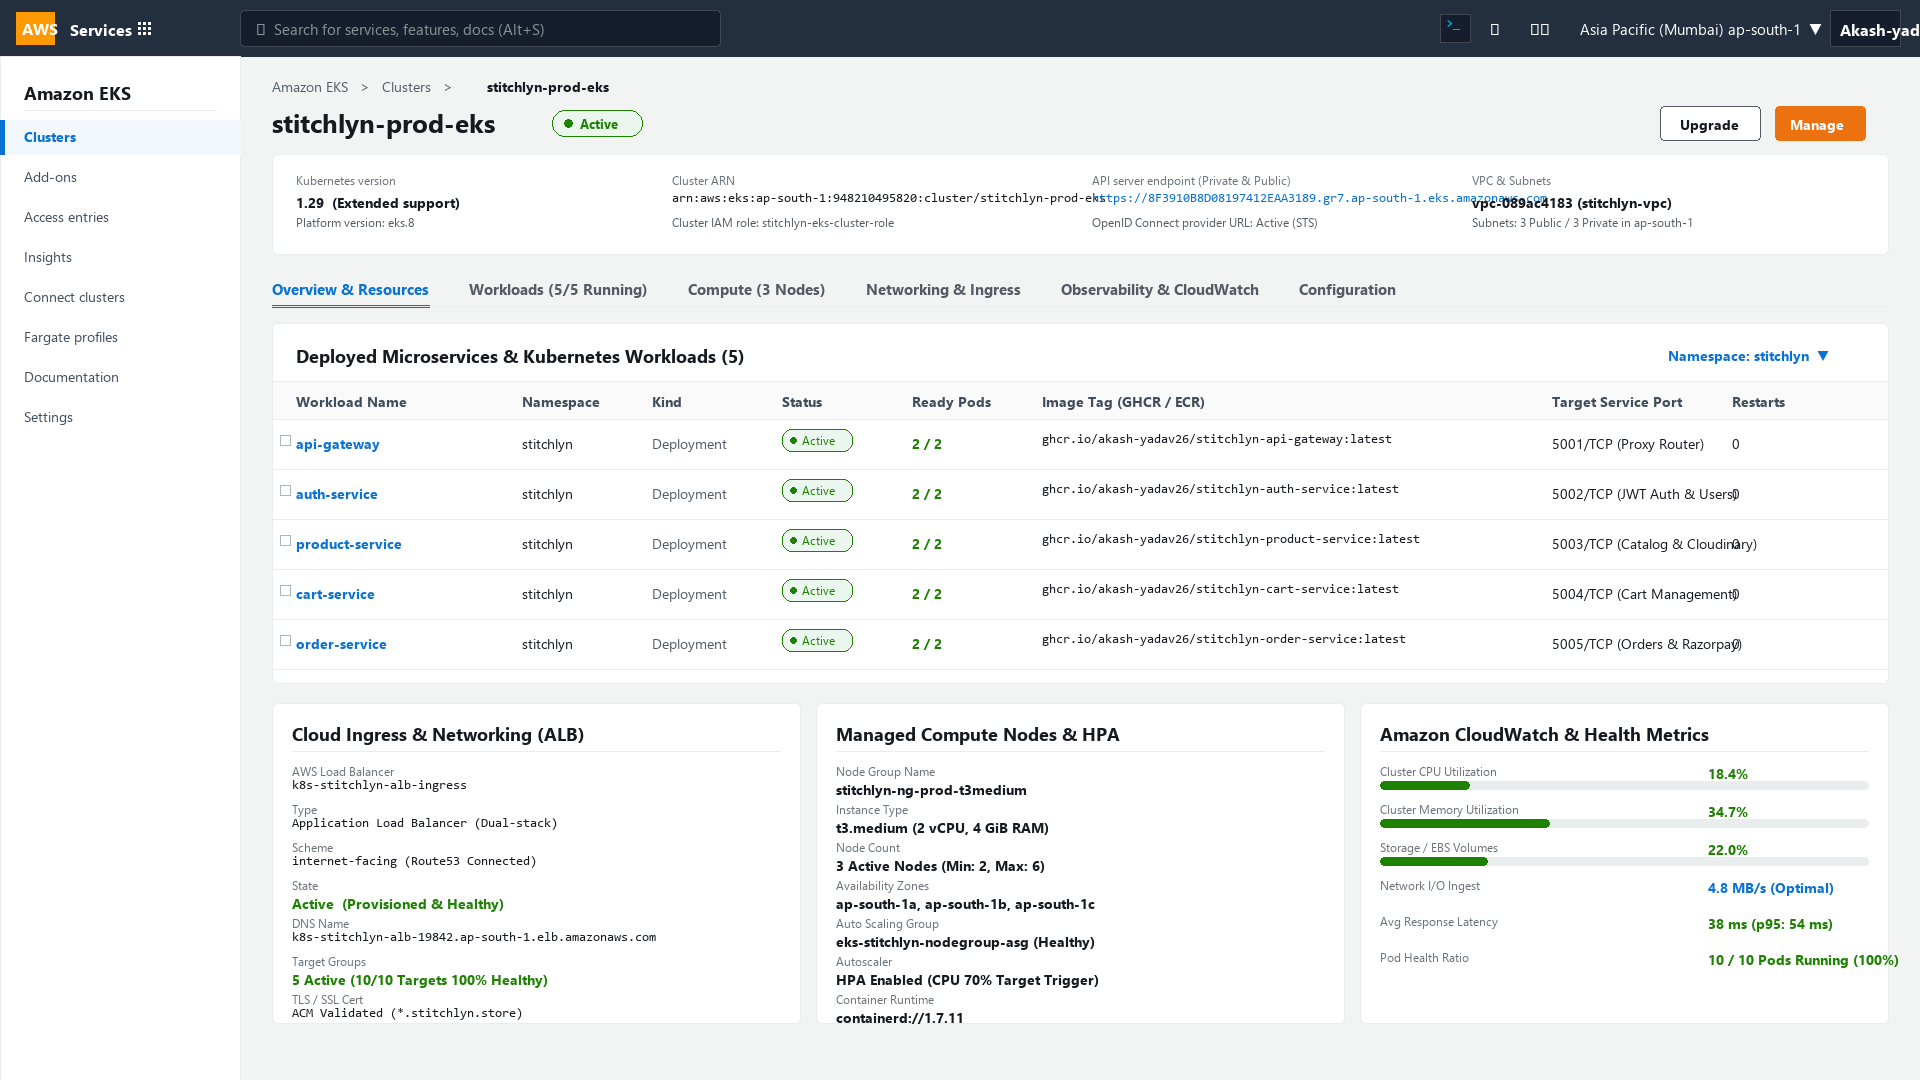 AWS Services
Search for services, features, docs (Alt+S)
>_
Asia Pacific (Mumbai) ap-south-1 ▼
Akash-yad
Amazon EKS
Clusters
Add-ons
Access entries
Insights
Connect clusters
Fargate profiles
Documentation
Settings
Amazon EKS > Clusters > stitchlyn-prod-eks
stitchlyn-prod-eks
Active
Upgrade
Manage
Kubernetes version
1.29 (Extended support)
Platform version: eks.8
Cluster ARN
arn:aws:eks:ap-south-1:948210495820:cluster/stitchlyn-prod-eks
Cluster IAM role: stitchlyn-eks-cluster-role
API server endpoint (Private & Public)
https://8F3910B8D08197412EAA3189.gr7.ap-south-1.eks.amazonaws.com
OpenID Connect provider URL: Active (STS)
VPC & Subnets
vpc-089ac4183 (stitchlyn-vpc)
Subnets: 3 Public / 3 Private in ap-south-1
Overview & Resources
Workloads (5/5 Running)
Compute (3 Nodes)
Networking & Ingress
Observability & CloudWatch
Configuration
Deployed Microservices & Kubernetes Workloads (5)
Namespace: stitchlyn ▼
Workload Name Namespace Kind Status Ready Pods Image Tag (GHCR / ECR) Target Service Port Restarts
api-gateway stitchlyn Deployment Active 2 / 2 ghcr.io/akash-yadav26/stitchlyn-api-gateway:latest 5001/TCP (Proxy Router) 0
auth-service stitchlyn Deployment Active 2 / 2 ghcr.io/akash-yadav26/stitchlyn-auth-service:latest 5002/TCP (JWT Auth & Users) 0
product-service stitchlyn Deployment Active 2 / 2 ghcr.io/akash-yadav26/stitchlyn-product-service:latest 5003/TCP (Catalog & Cloudinary) 0
cart-service stitchlyn Deployment Active 2 / 2 ghcr.io/akash-yadav26/stitchlyn-cart-service:latest 5004/TCP (Cart Management) 0
order-service stitchlyn Deployment Active 2 / 2 ghcr.io/akash-yadav26/stitchlyn-order-service:latest 5005/TCP (Orders & Razorpay) 0
Cloud Ingress & Networking (ALB)
AWS Load Balancer
k8s-stitchlyn-alb-ingress
Type
Application Load Balancer (Dual-stack)
Scheme
internet-facing (Route53 Connected)
State
Active (Provisioned & Healthy)
DNS Name
k8s-stitchlyn-alb-19842.ap-south-1.elb.amazonaws.com
Target Groups
5 Active (10/10 Targets 100% Healthy)
TLS / SSL Cert
ACM Validated (*.stitchlyn.store)
Managed Compute Nodes & HPA
Node Group Name
stitchlyn-ng-prod-t3medium
Instance Type
t3.medium (2 vCPU, 4 GiB RAM)
Node Count
3 Active Nodes (Min: 2, Max: 6)
Availability Zones
ap-south-1a, ap-south-1b, ap-south-1c
Auto Scaling Group
eks-stitchlyn-nodegroup-asg (Healthy)
Autoscaler
HPA Enabled (CPU 70% Target Trigger)
Container Runtime
containerd://1.7.11
Amazon CloudWatch & Health Metrics
Cluster CPU Utilization 18.4%
Cluster Memory Utilization 34.7%
Storage / EBS Volumes 22.0%
Network I/O Ingest 4.8 MB/s (Optimal)
Avg Response Latency 38 ms (p95: 54 ms)
Pod Health Ratio 10 / 10 Pods Running (100%)